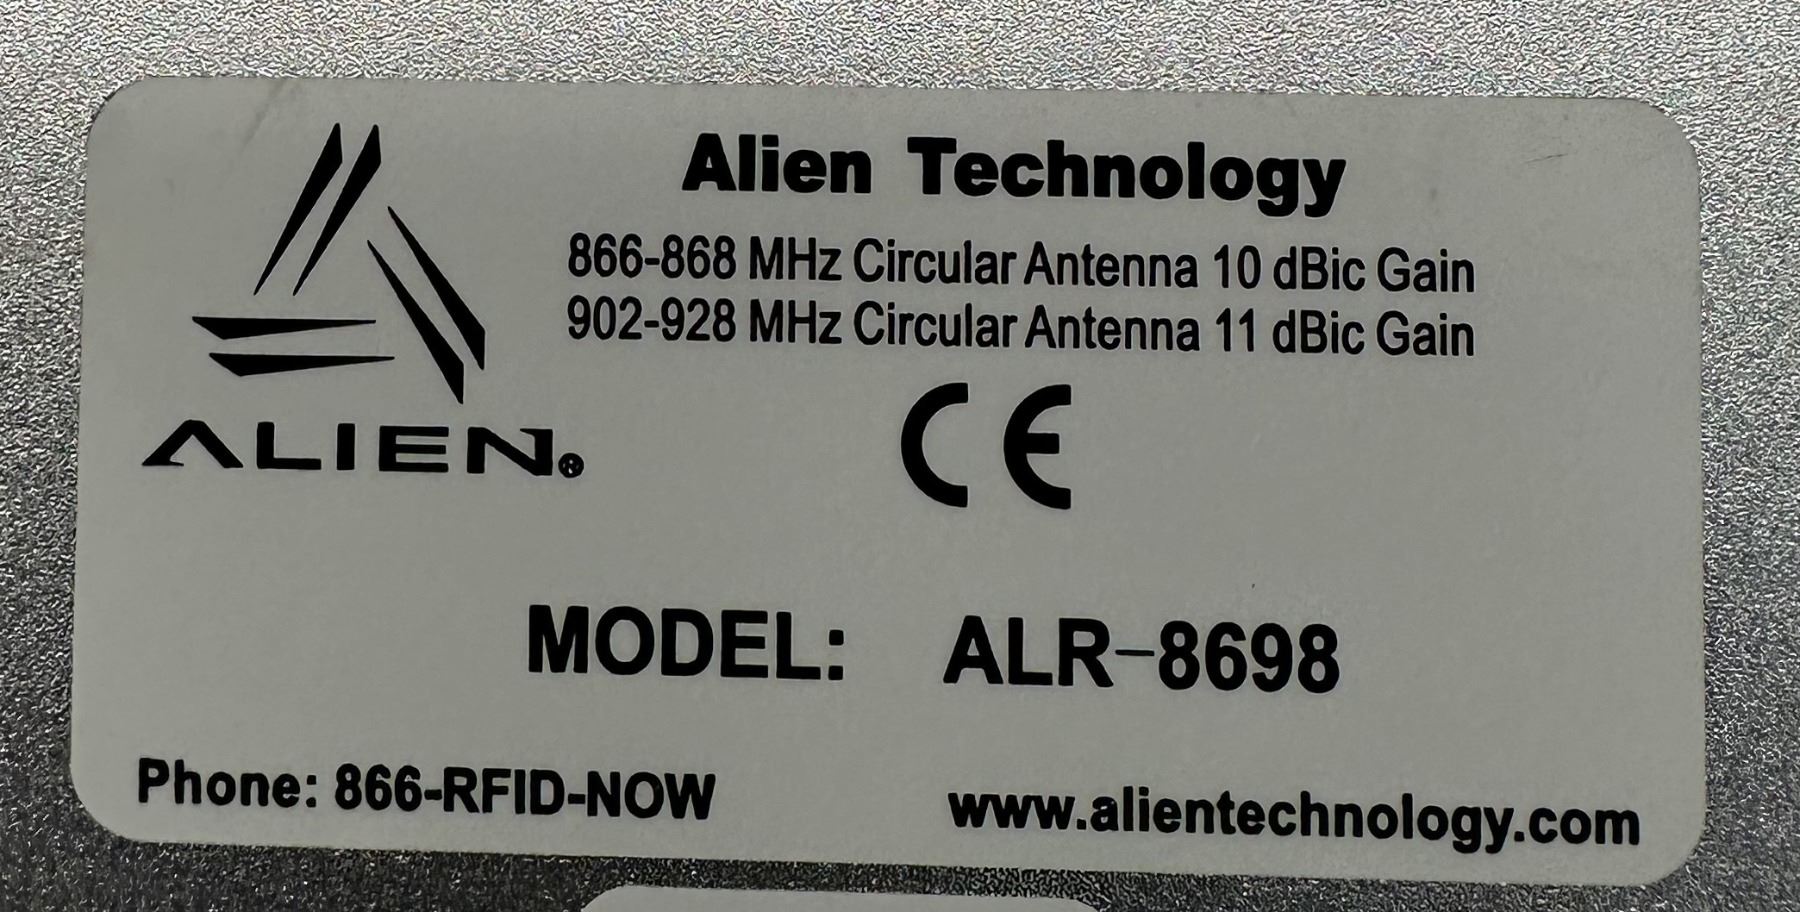 Alien Technology
866-868 MHz Circular Antenna 10 dBic Gain
902-928 MHz Circular Antenna 11 dBic Gain
ALIEN®
CE
MODEL: ALR-8698
Phone: 866-RFID-NOW
www.alientechnology.com